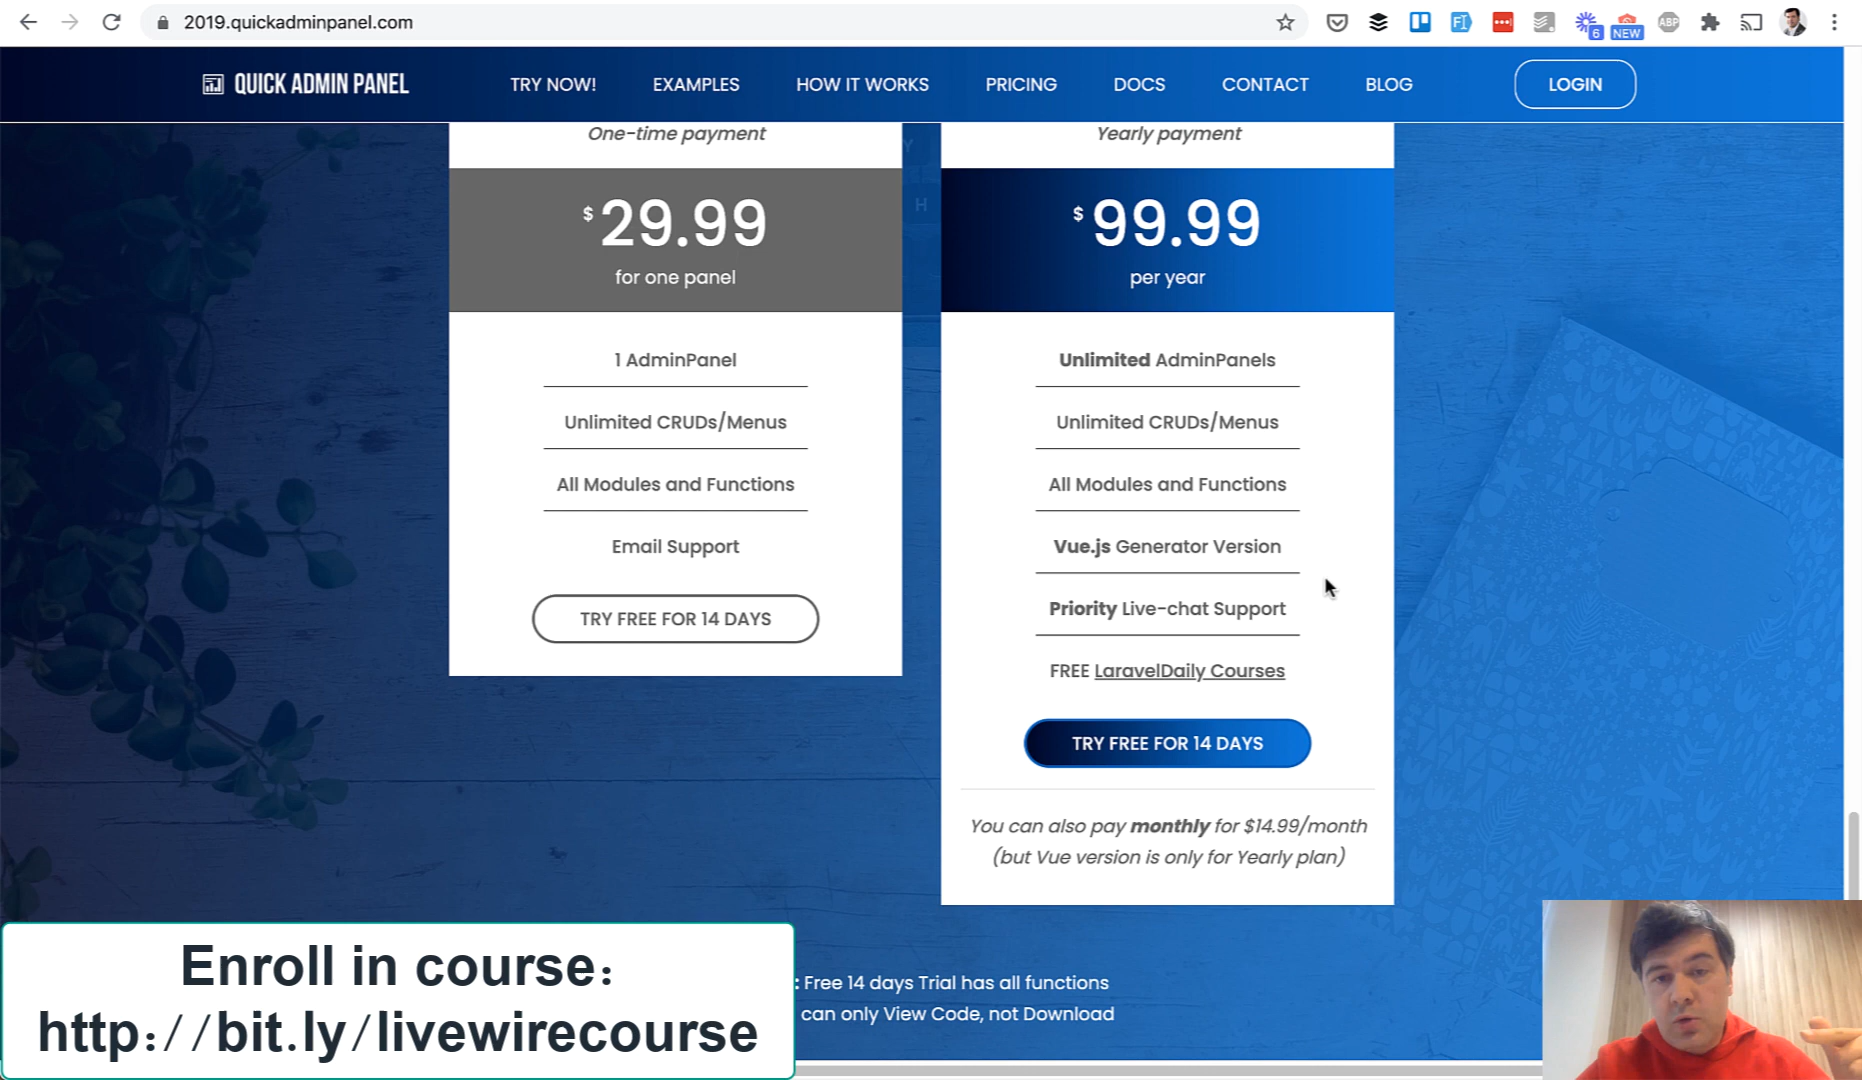 2019.quickadminpanel.com
6
NEW
ABP
QUICK ADMIN PANEL
TRY NOW!
EXAMPLES
HOW IT WORKS
PRICING
DOCS
CONTACT
BLOG
LOGIN
One-time payment
$29.99
for one panel
1 AdminPanel
Unlimited CRUDs/Menus
All Modules and Functions
Email Support
TRY FREE FOR 14 DAYS
Yearly payment
$99.99
per year
Unlimited AdminPanels
Unlimited CRUDs/Menus
All Modules and Functions
Vue.js Generator Version
Priority Live-chat Support
FREE LaravelDaily Courses
TRY FREE FOR 14 DAYS
You can also pay monthly for $14.99/month
(but Vue version is only for Yearly plan)
: Free 14 days Trial has all functions
can only View Code, not Download
Enroll in course:
http://bit.ly/livewirecourse